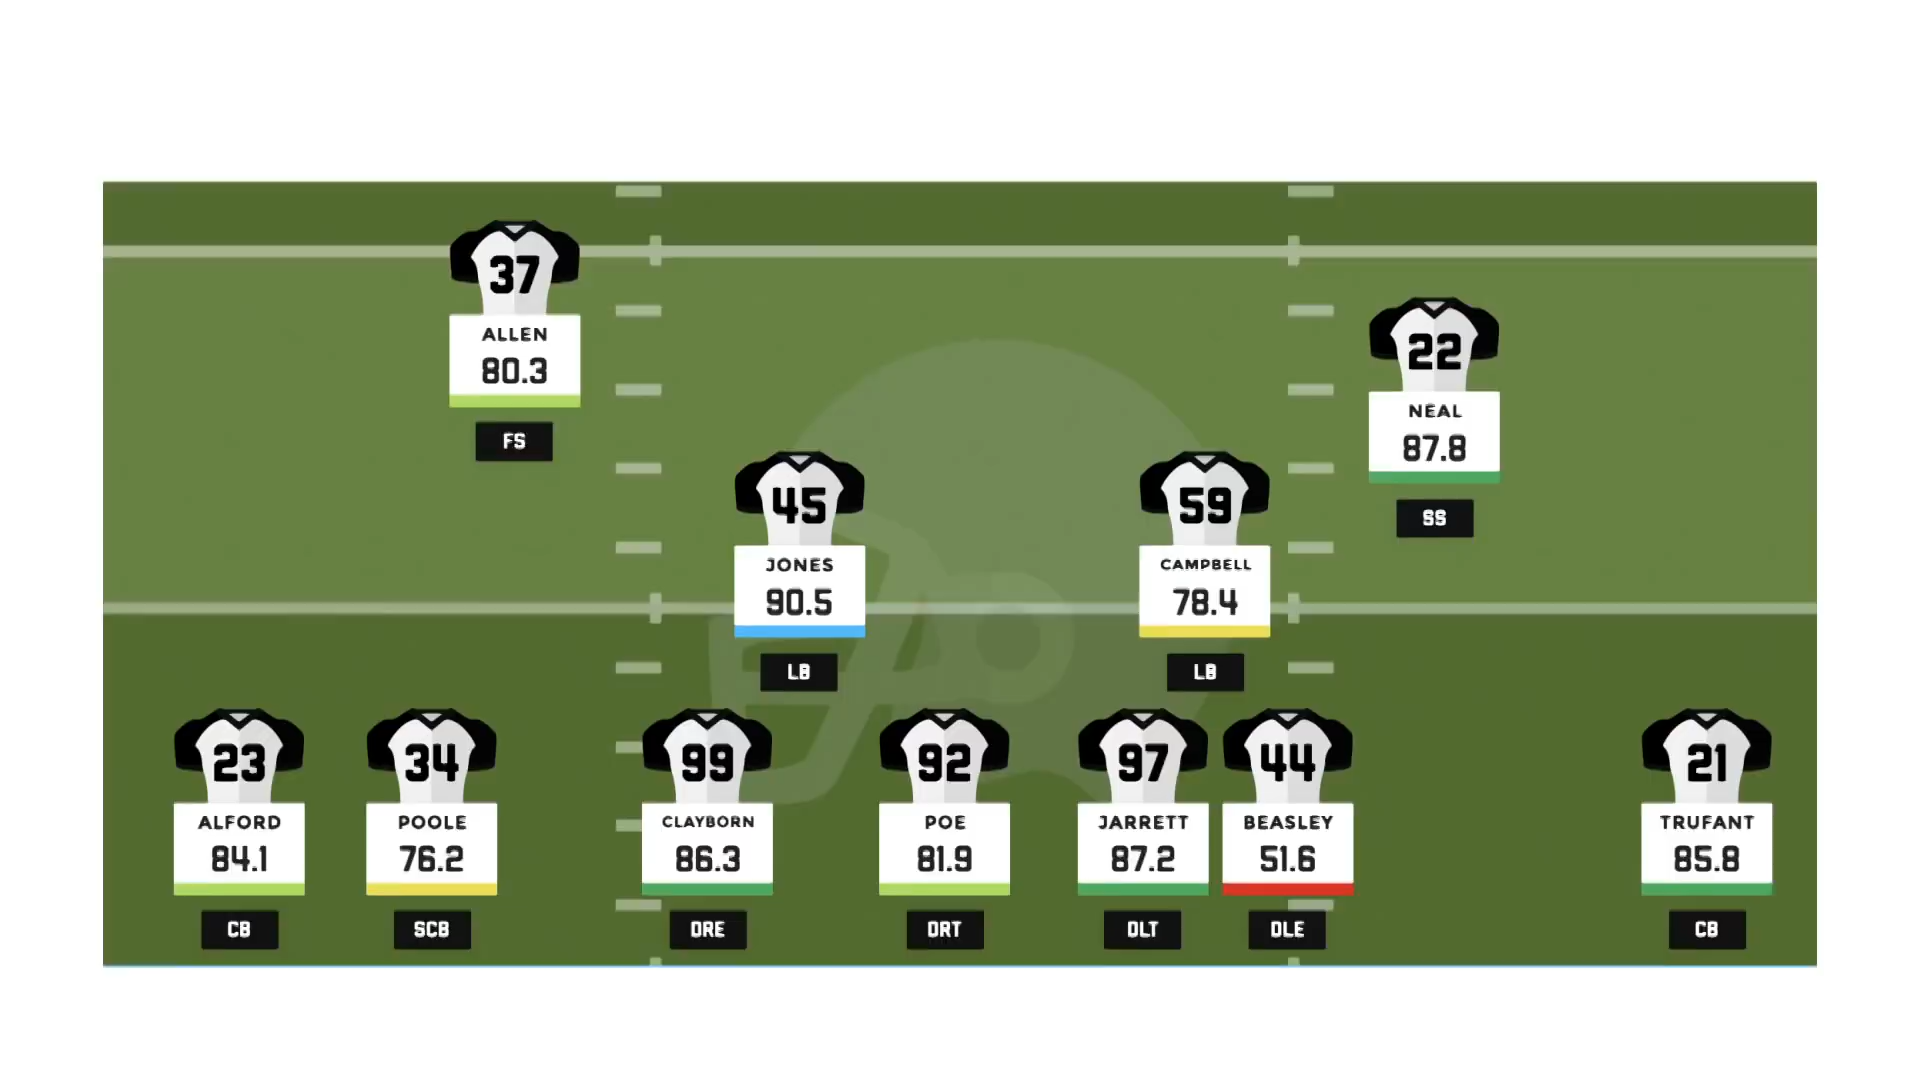 37
ALLEN
80.3
FS
22
NEAL
87.8
SS
45
JONES
90.5
LB
59
CAMPBELL
78.4
LB
23
ALFORD
84.1
CB
34
POOLE
76.2
SCB
99
CLAYBORN
86.3
DRE
92
POE
81.9
DRT
97
JARRETT
87.2
DLT
44
BEASLEY
51.6
DLE
21
TRUFANT
85.8
CB